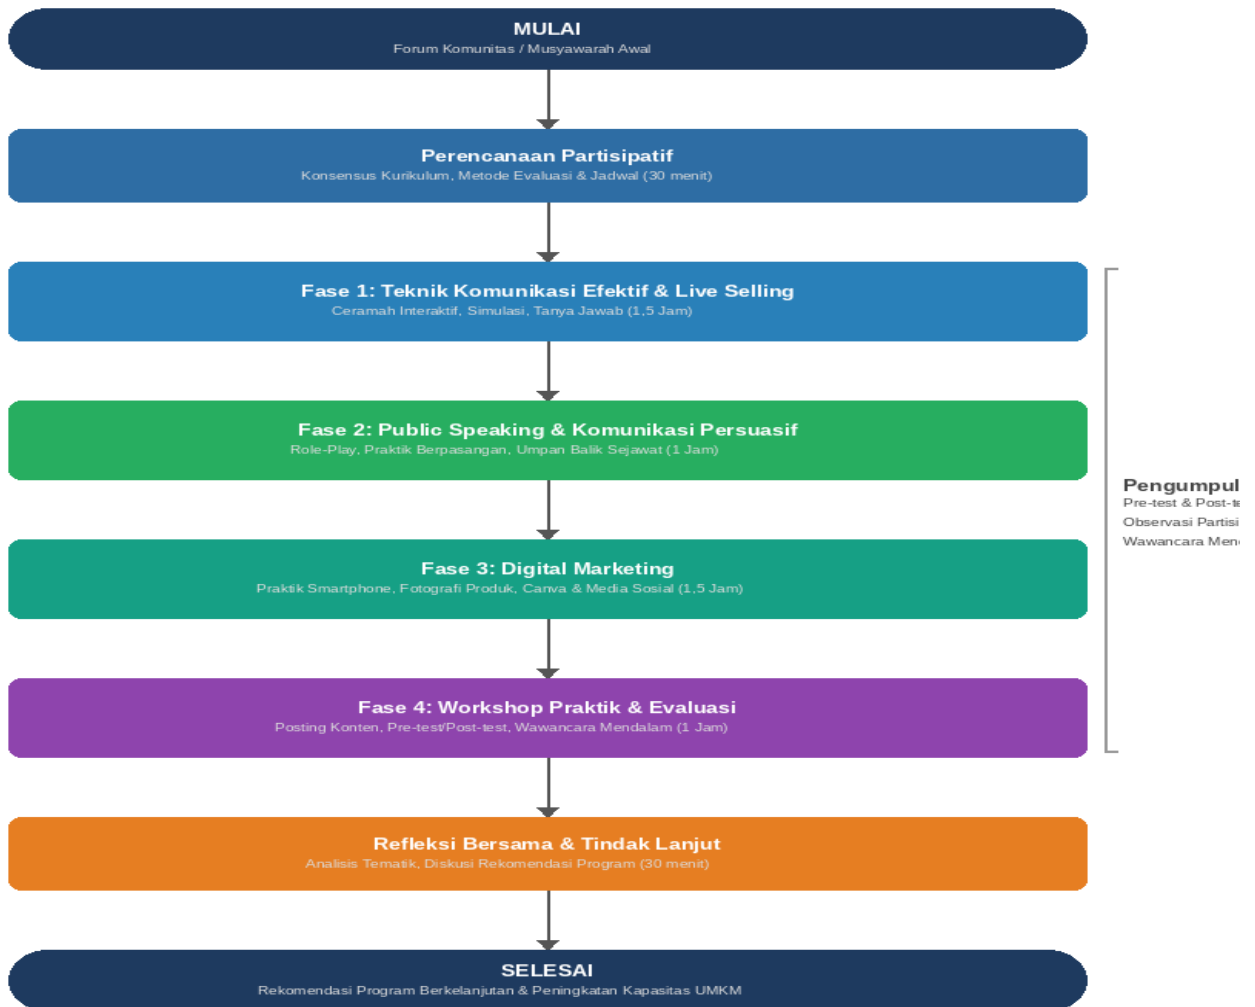 MULAI
Forum Komunitas / Musyawarah Awal
Perencanaan Partisipatif
Konsensus Kurikulum, Metode Evaluasi & Jadwal (30 menit)
Fase 1: Teknik Komunikasi Efektif & Live Selling
Ceramah Interaktif, Simulasi, Tanya Jawab (1,5 Jam)
Fase 2: Public Speaking & Komunikasi Persuasif
Role-Play, Praktik Berpasangan, Umpan Balik Sejawat (1 Jam)
Pengumpul
Pre-test & Post-te
Observasi Partisi
Wawancara Men
Fase 3: Digital Marketing
Praktik Smartphone, Fotografi Produk, Canva & Media Sosial (1,5 Jam)
Fase 4: Workshop Praktik & Evaluasi
Posting Konten, Pre-test/Post-test, Wawancara Mendalam (1 Jam)
Refleksi Bersama & Tindak Lanjut
Analisis Tematik, Diskusi Rekomendasi Program (30 menit)
SELESAI
Rekomendasi Program Berkelanjutan & Peningkatan Kapasitas UMKM